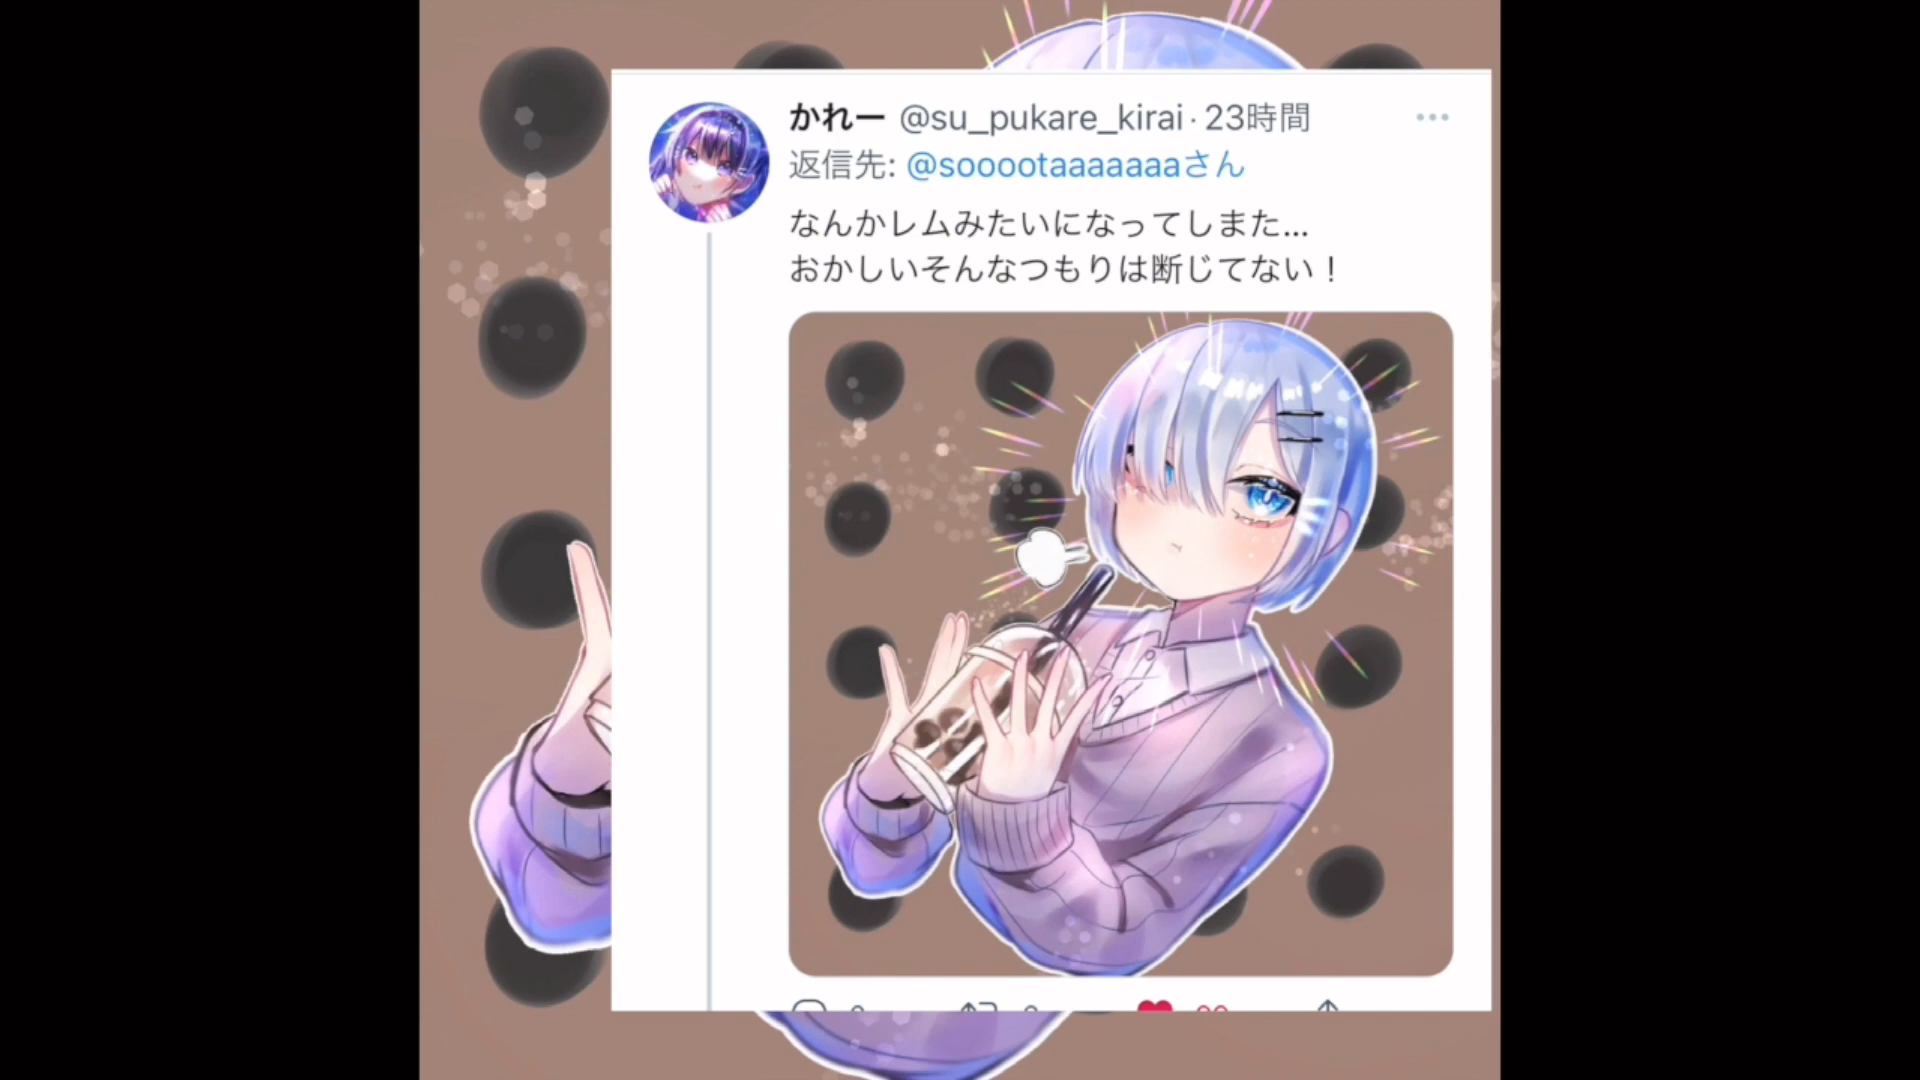 かれー @su_pukare_kirai · 23時間
返信先: @sooootaaaaaaaさん
なんかレムみたいになってしまた...
おかしいそんなつもりは断じてない！